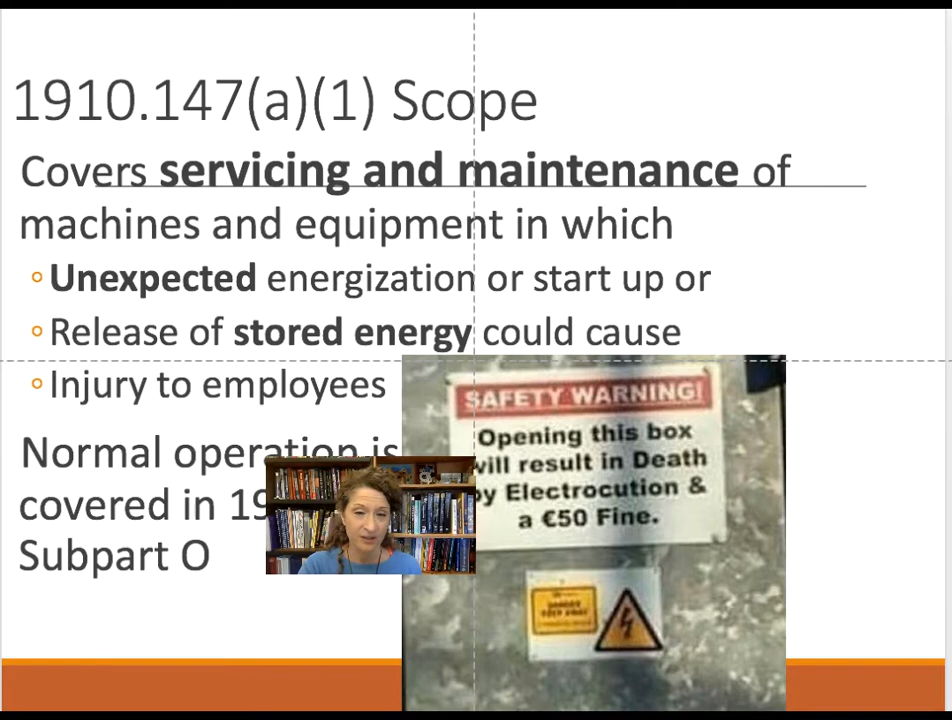 1910.147(a)(1) Scope
Covers servicing and maintenance of
machines and equipment in which
Unexpected energization or start up or
Release of stored energy could cause
Injury to employees
Normal operation is
covered in 19
Subpart O
SAFETY WARNING!
Opening this box
will result in Death
by Electrocution &
a €50 Fine.